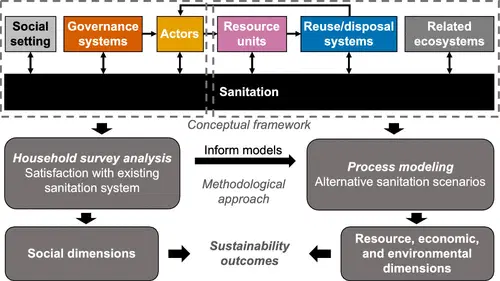 Social
setting
Governance
systems
Actors
Resource
units
Reuse/disposal
systems
Related
ecosystems
Sanitation
Conceptual framework
Household survey analysis
Satisfaction with existing
sanitation system
Inform models
Methodological
approach
Process modeling
Alternative sanitation scenarios
Social dimensions
Sustainability
outcomes
Resource, economic,
and environmental
dimensions